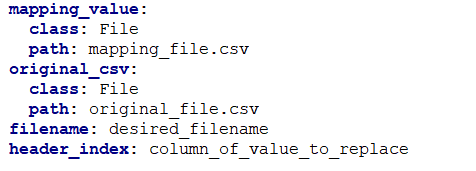 mapping_value:
  class: File
  path: mapping_file.csv
original_csv:
  class: File
  path: original_file.csv
filename: desired_filename
header_index: column_of_value_to_replace